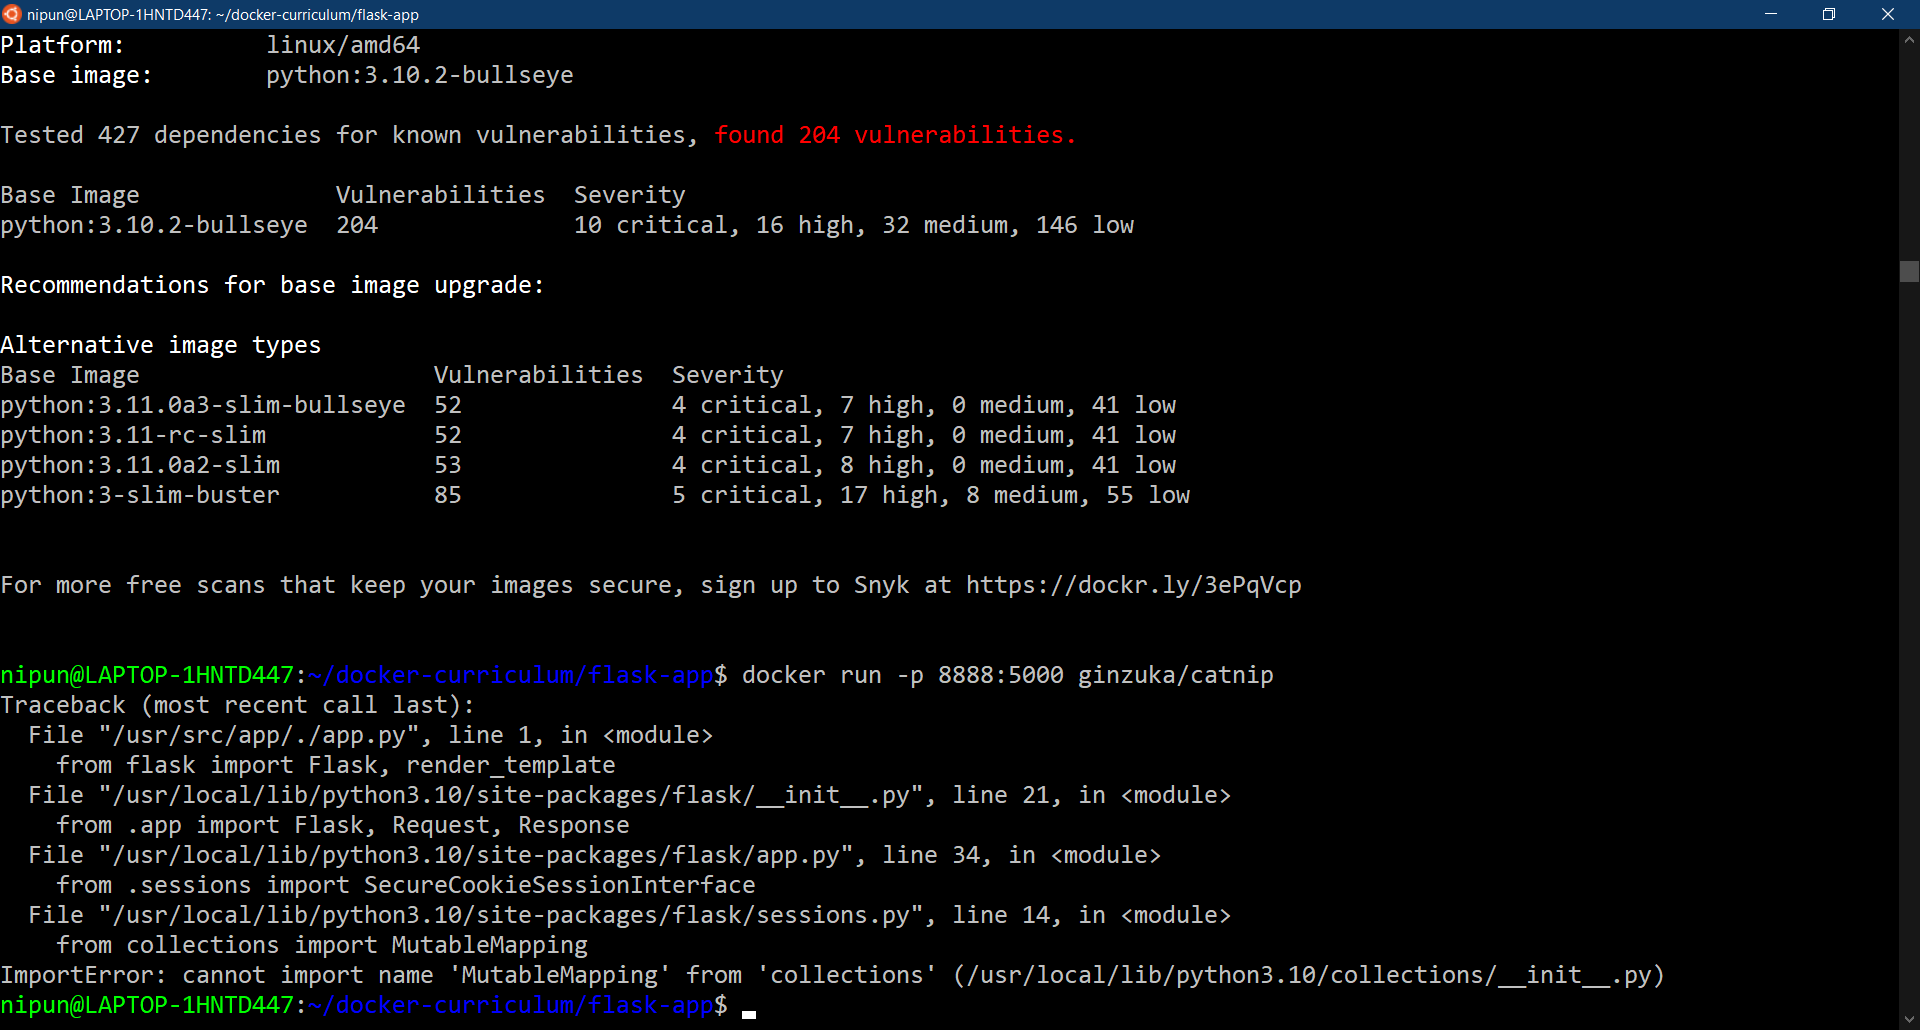 nipun@LAPTOP-1HNTD447: ~/docker-curriculum/flask-app
Platform:          linux/amd64
Base image:        python:3.10.2-bullseye
Tested 427 dependencies for known vulnerabilities, found 204 vulnerabilities.
Base Image              Vulnerabilities  Severity
python:3.10.2-bullseye  204              10 critical, 16 high, 32 medium, 146 low
Recommendations for base image upgrade:
Alternative image types
Base Image                     Vulnerabilities  Severity
python:3.11.0a3-slim-bullseye  52               4 critical, 7 high, 0 medium, 41 low
python:3.11-rc-slim            52               4 critical, 7 high, 0 medium, 41 low
python:3.11.0a2-slim           53               4 critical, 8 high, 0 medium, 41 low
python:3-slim-buster           85               5 critical, 17 high, 8 medium, 55 low
For more free scans that keep your images secure, sign up to Snyk at https://dockr.ly/3ePqVcp
nipun@LAPTOP-1HNTD447:~/docker-curriculum/flask-app$ docker run -p 8888:5000 ginzuka/catnip
Traceback (most recent call last):
  File "/usr/src/app/./app.py", line 1, in <module>
    from flask import Flask, render_template
  File "/usr/local/lib/python3.10/site-packages/flask/__init__.py", line 21, in <module>
    from .app import Flask, Request, Response
  File "/usr/local/lib/python3.10/site-packages/flask/app.py", line 34, in <module>
    from .sessions import SecureCookieSessionInterface
  File "/usr/local/lib/python3.10/site-packages/flask/sessions.py", line 14, in <module>
    from collections import MutableMapping
ImportError: cannot import name 'MutableMapping' from 'collections' (/usr/local/lib/python3.10/collections/__init__.py)
nipun@LAPTOP-1HNTD447:~/docker-curriculum/flask-app$